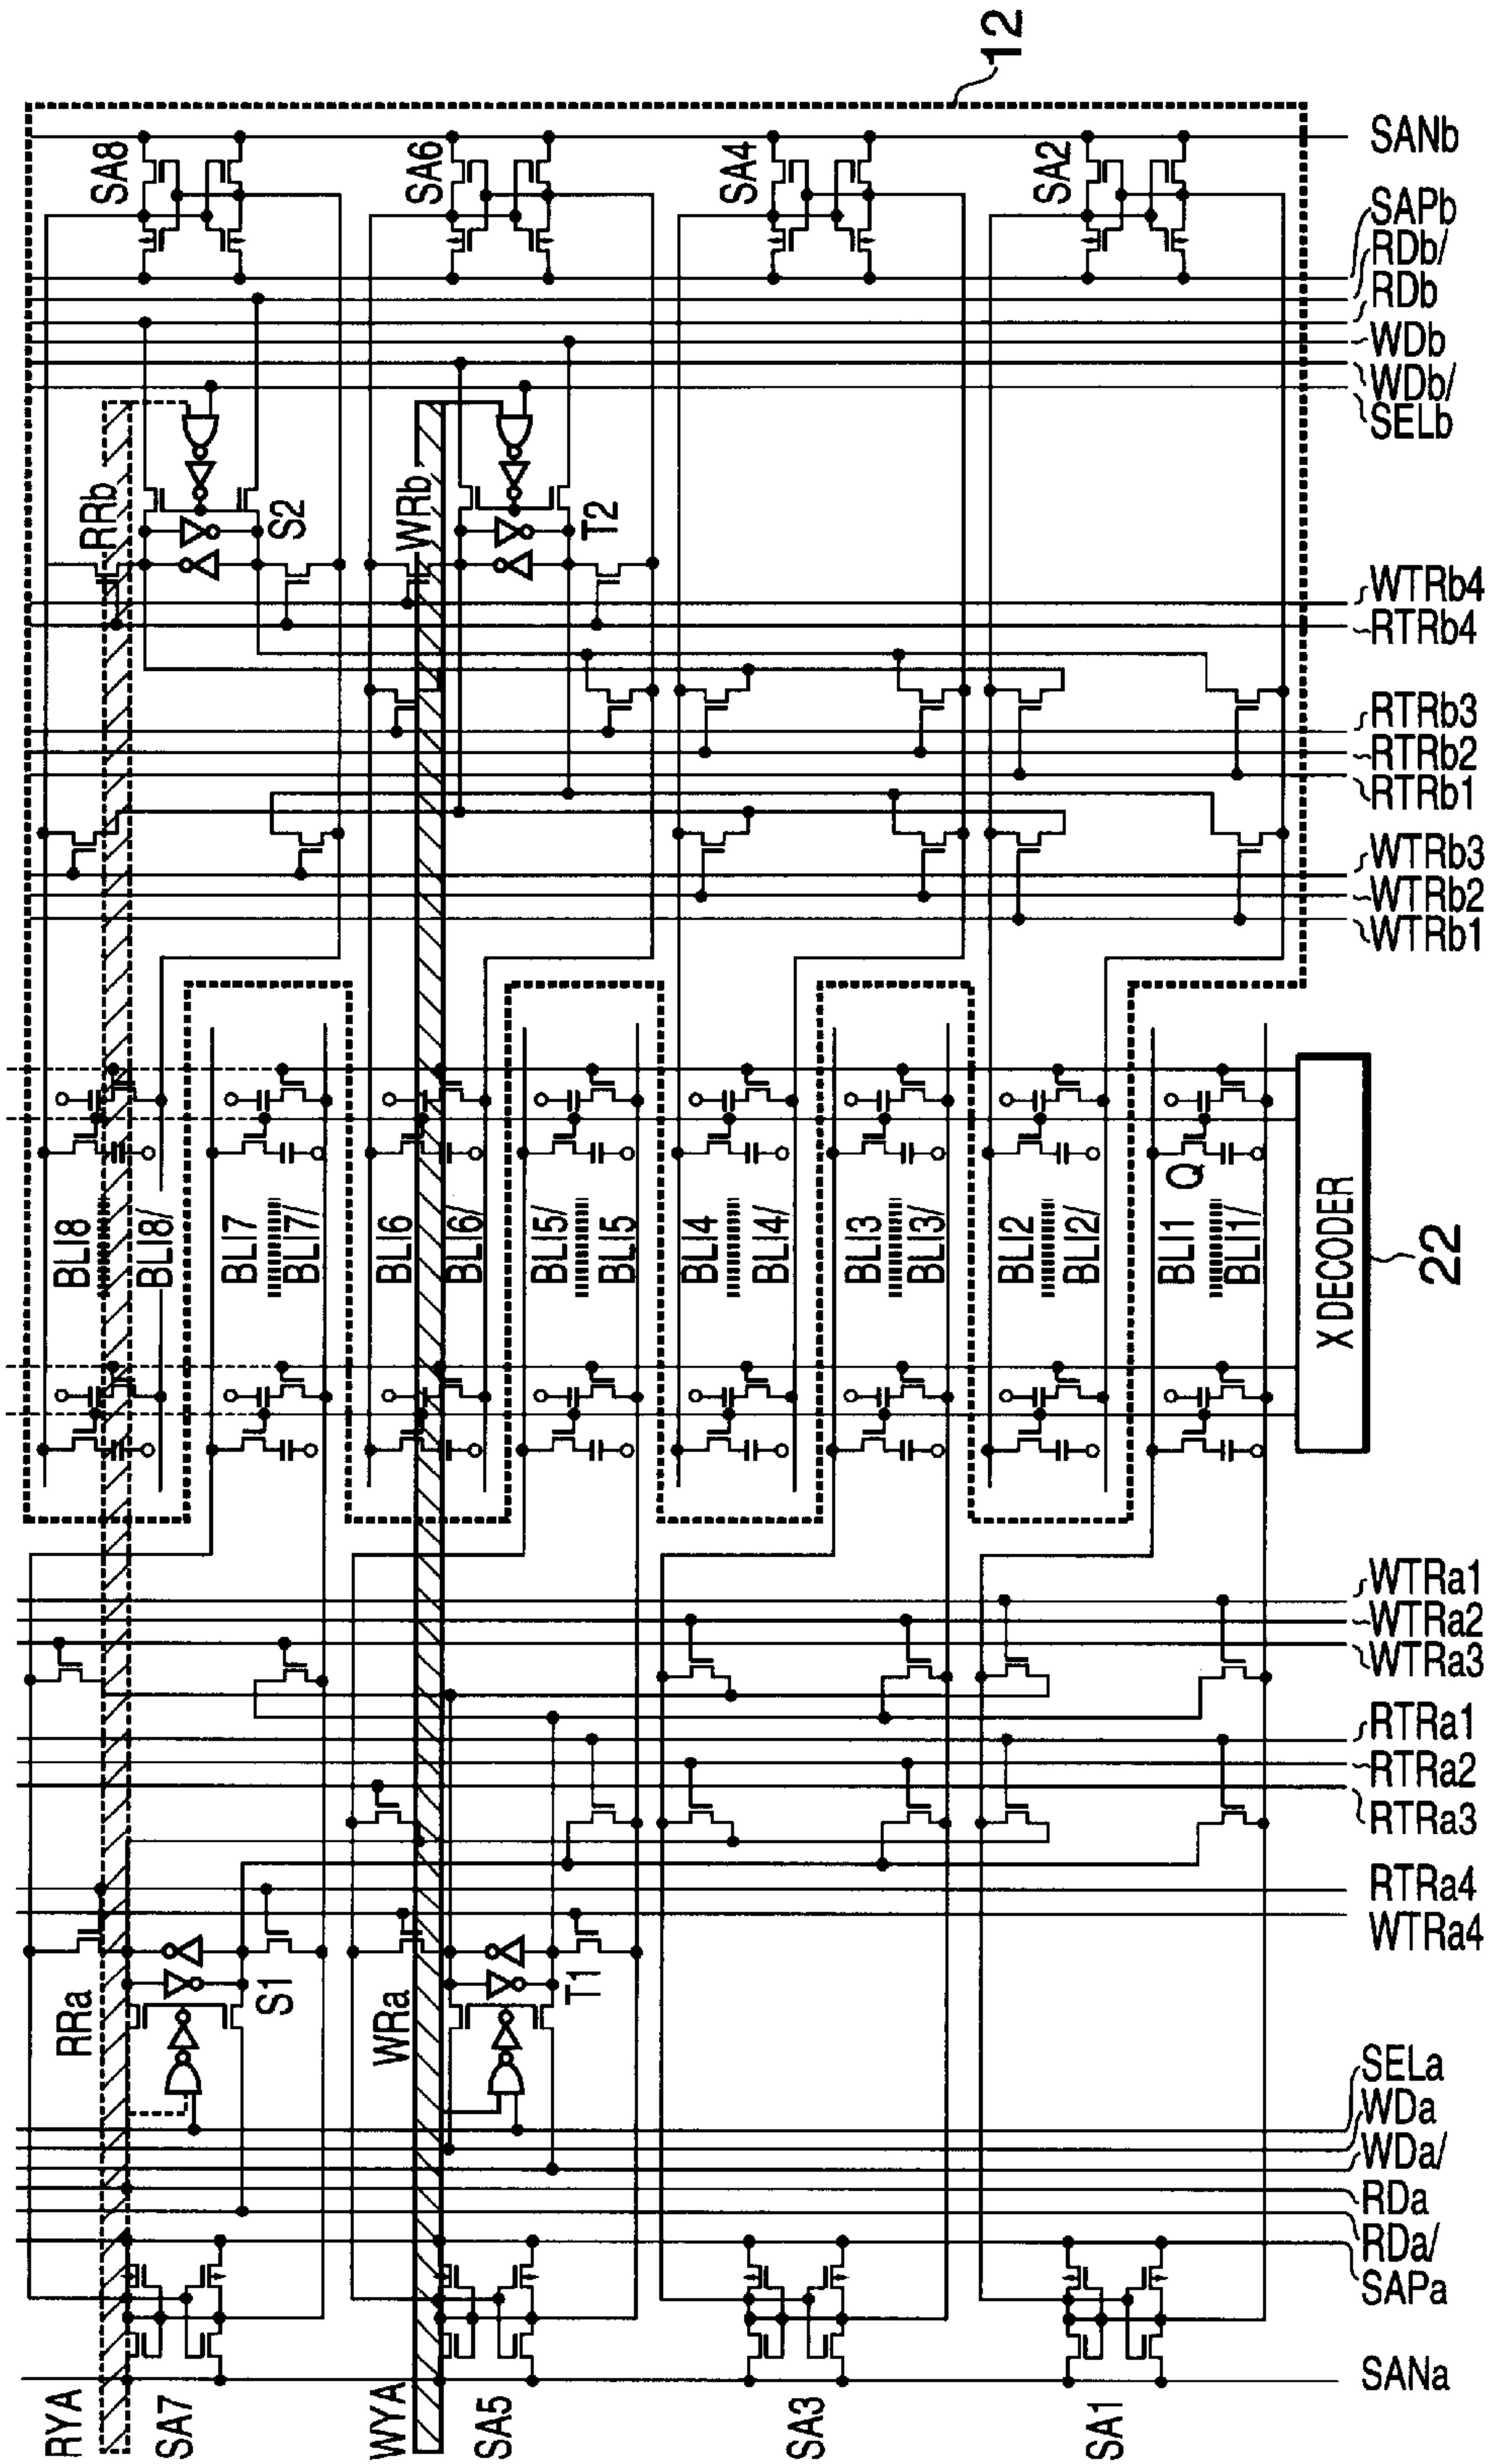 12
SA8
SA6
SA4
SA2
SANb
SAPb
RDb/
RDb
WDb
WDb/
SELb
RRb
S2
WRb
T2
WTRb4
RTRb4
RTRb3
RTRb2
RTRb1
WTRb3
WTRb2
WTRb1
BLI8
BLI8/
BLI7
BLI7/
BLI6
BLI6/
BLI5/
BLI5
BLI4
BLI4/
BLI3
BLI3/
BLI2
BLI2/
BLI1
BLI1/
Q
X DECODER
22
WTRa1
WTRa2
WTRa3
RTRa1
RTRa2
RTRa3
RTRa4
WTRa4
RRa
S1
WRa
T1
SELa
WDa
WDa/
RDa
RDa/
SAPa
SANa
RYA
SA7
WYA
SA5
SA3
SA1